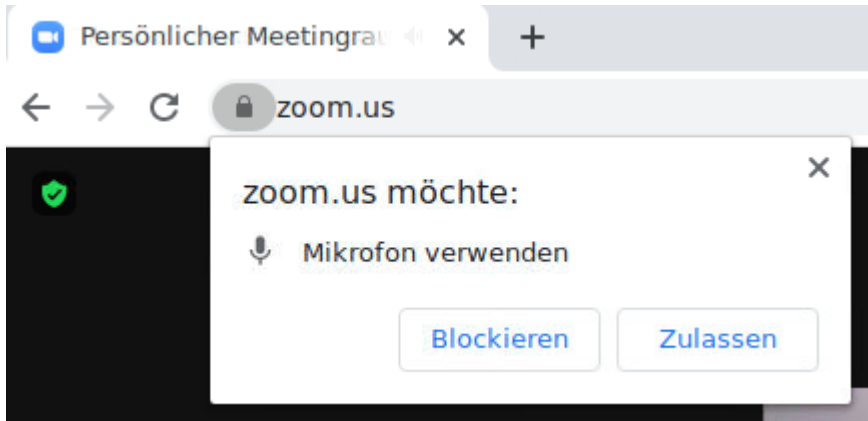 Persönlicher Meetingrau
zoom.us
zoom.us möchte:
Mikrofon verwenden
Blockieren Zulassen